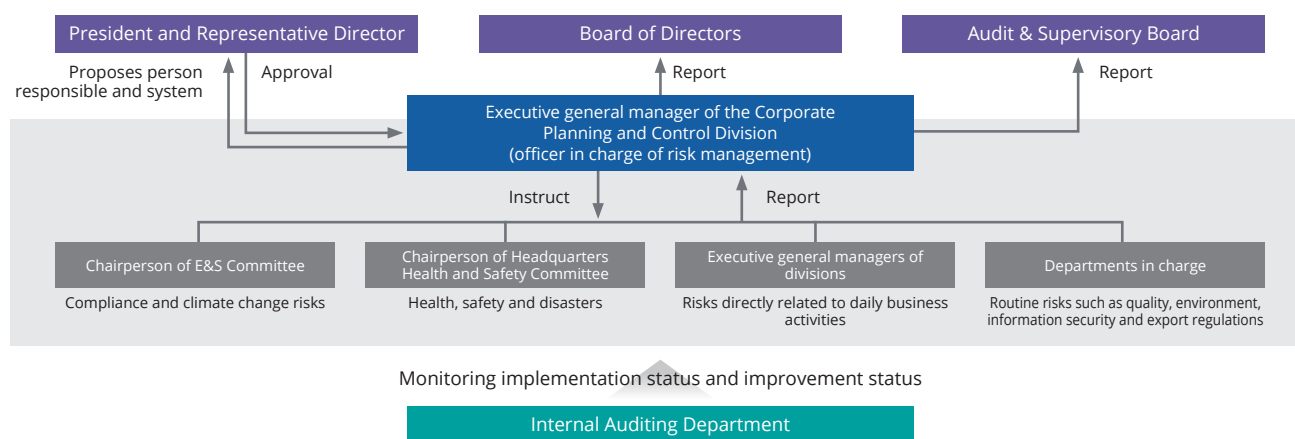 President and Representative Director
Board of Directors
Audit & Supervisory Board
Proposes person
responsible and system
Approval
Report
Report
Executive general manager of the Corporate
Planning and Control Division
(officer in charge of risk management)
Instruct
Report
Chairperson of E&S Committee
Chairperson of Headquarters
Health and Safety Committee
Executive general managers of
divisions
Departments in charge
Compliance and climate change risks
Health, safety and disasters
Risks directly related to daily business
activities
Routine risks such as quality, environment,
information security and export regulations
Monitoring implementation status and improvement status
Internal Auditing Department